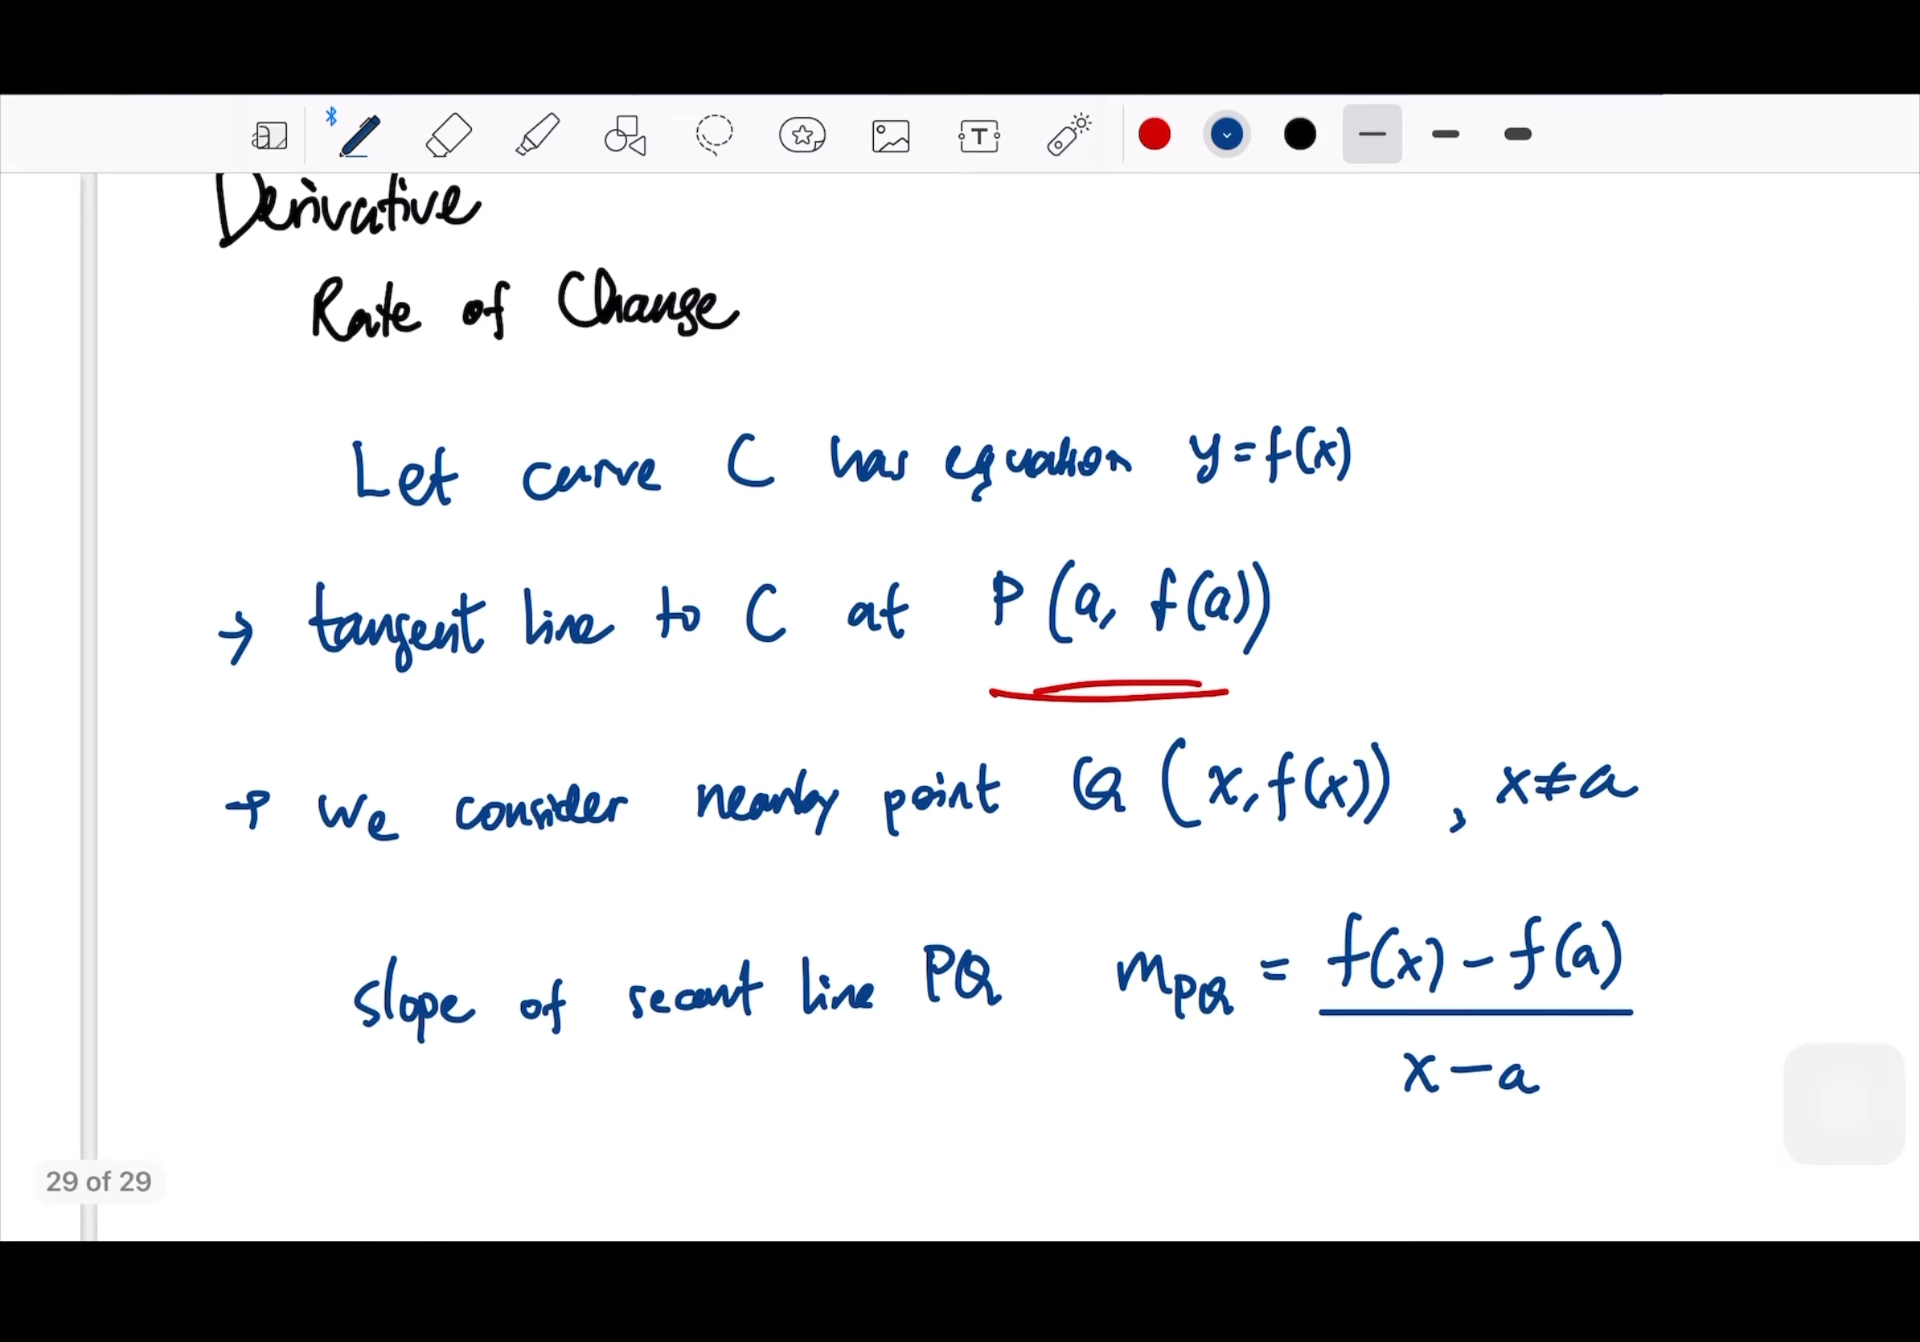 Derivative
Rate of Change
Let curve C has equation y=f(x)
→ tangent line to C at P (a, f(a))
→ we consider nearby point Q (x, f(x)) , x≠a
slope of secant line PQ m_PQ = (f(x) - f(a)) / (x - a)
29 of 29